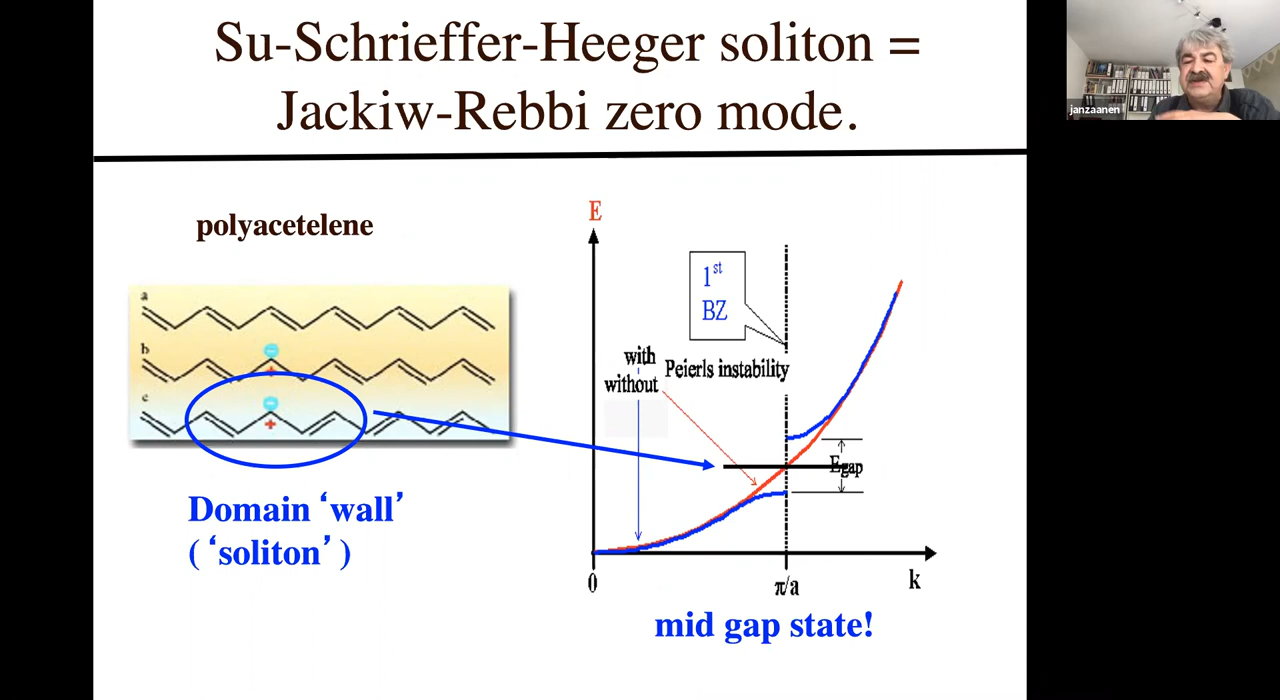 Su-Schrieffer-Heeger soliton =
Jackiw-Rebbi zero mode.
janzaanen
polyacetelene
a
b
c
Domain ‘wall’
( ‘soliton’ )
E
1st
BZ
with
without
Peierls instability
Egap
0
π/a
k
mid gap state!